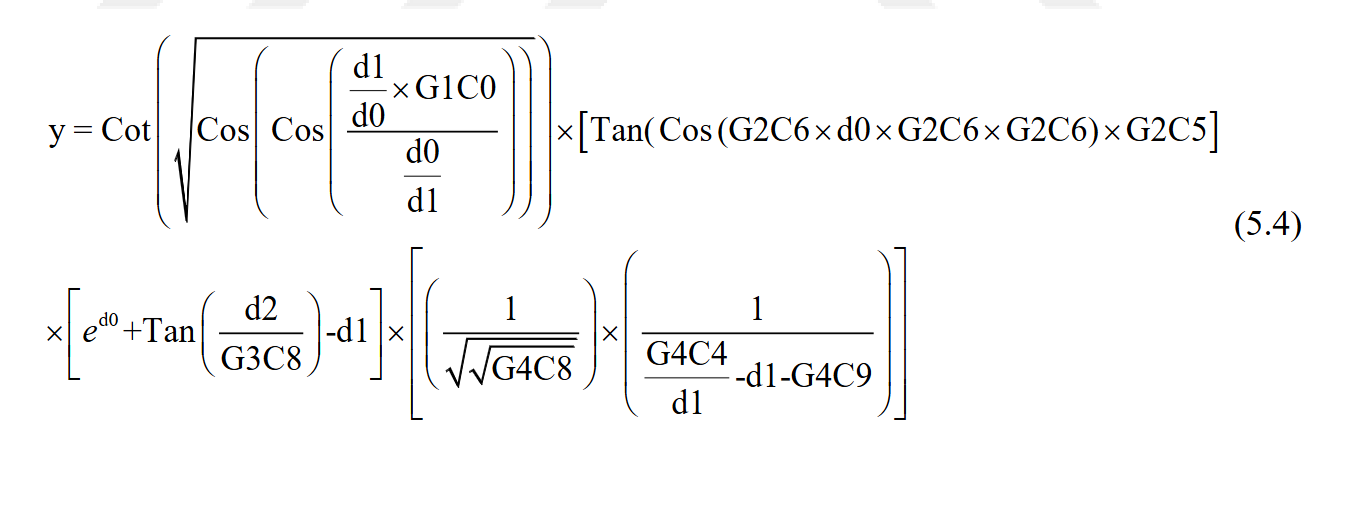 y = Cot(√(Cos(Cos(((d1/d0) × G1C0)/(d0/d1))))) × [Tan(Cos(G2C6 × d0 × G2C6 × G2C6) × G2C5]
(5.4)
× [e^d0 + Tan(d2/G3C8) - d1] × [(1/√√G4C8) × (1/((G4C4/d1) - d1 - G4C9))]